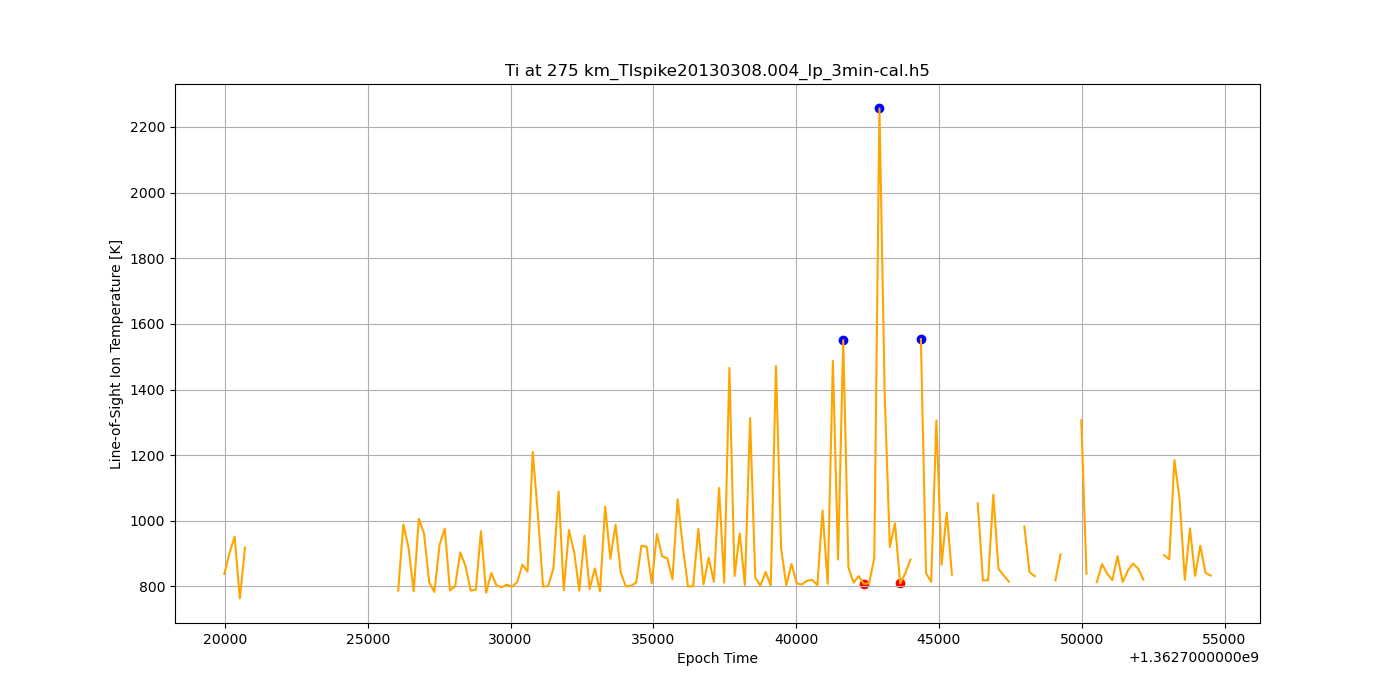 Ti at 275 km_TIspike20130308.004_lp_3min-cal.h5
Line-of-Sight Ion Temperature [K]
2200
2000
1800
1600
1400
1200
1000
800
20000 25000 30000 35000 40000 45000 50000 55000
Epoch Time
+1.3627000000e9